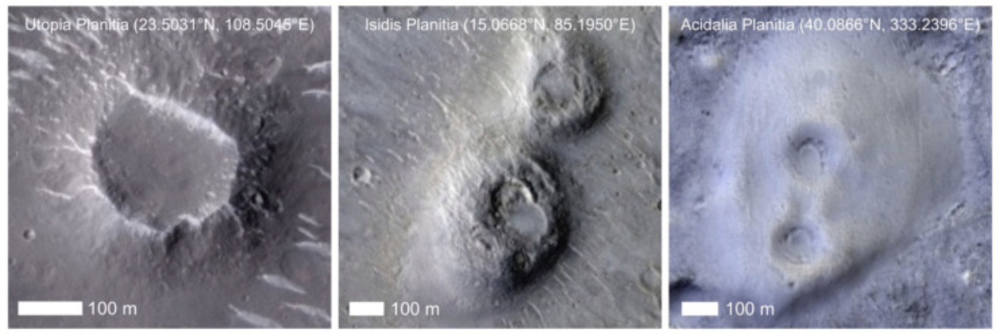 Utopia Planitia (23.5031°N, 108.5045°E)
100 m
Isidis Planitia (15.0668°N, 85.1950°E)
100 m
Acidalia Planitia (40.0866°N, 333.2396°E)
100 m